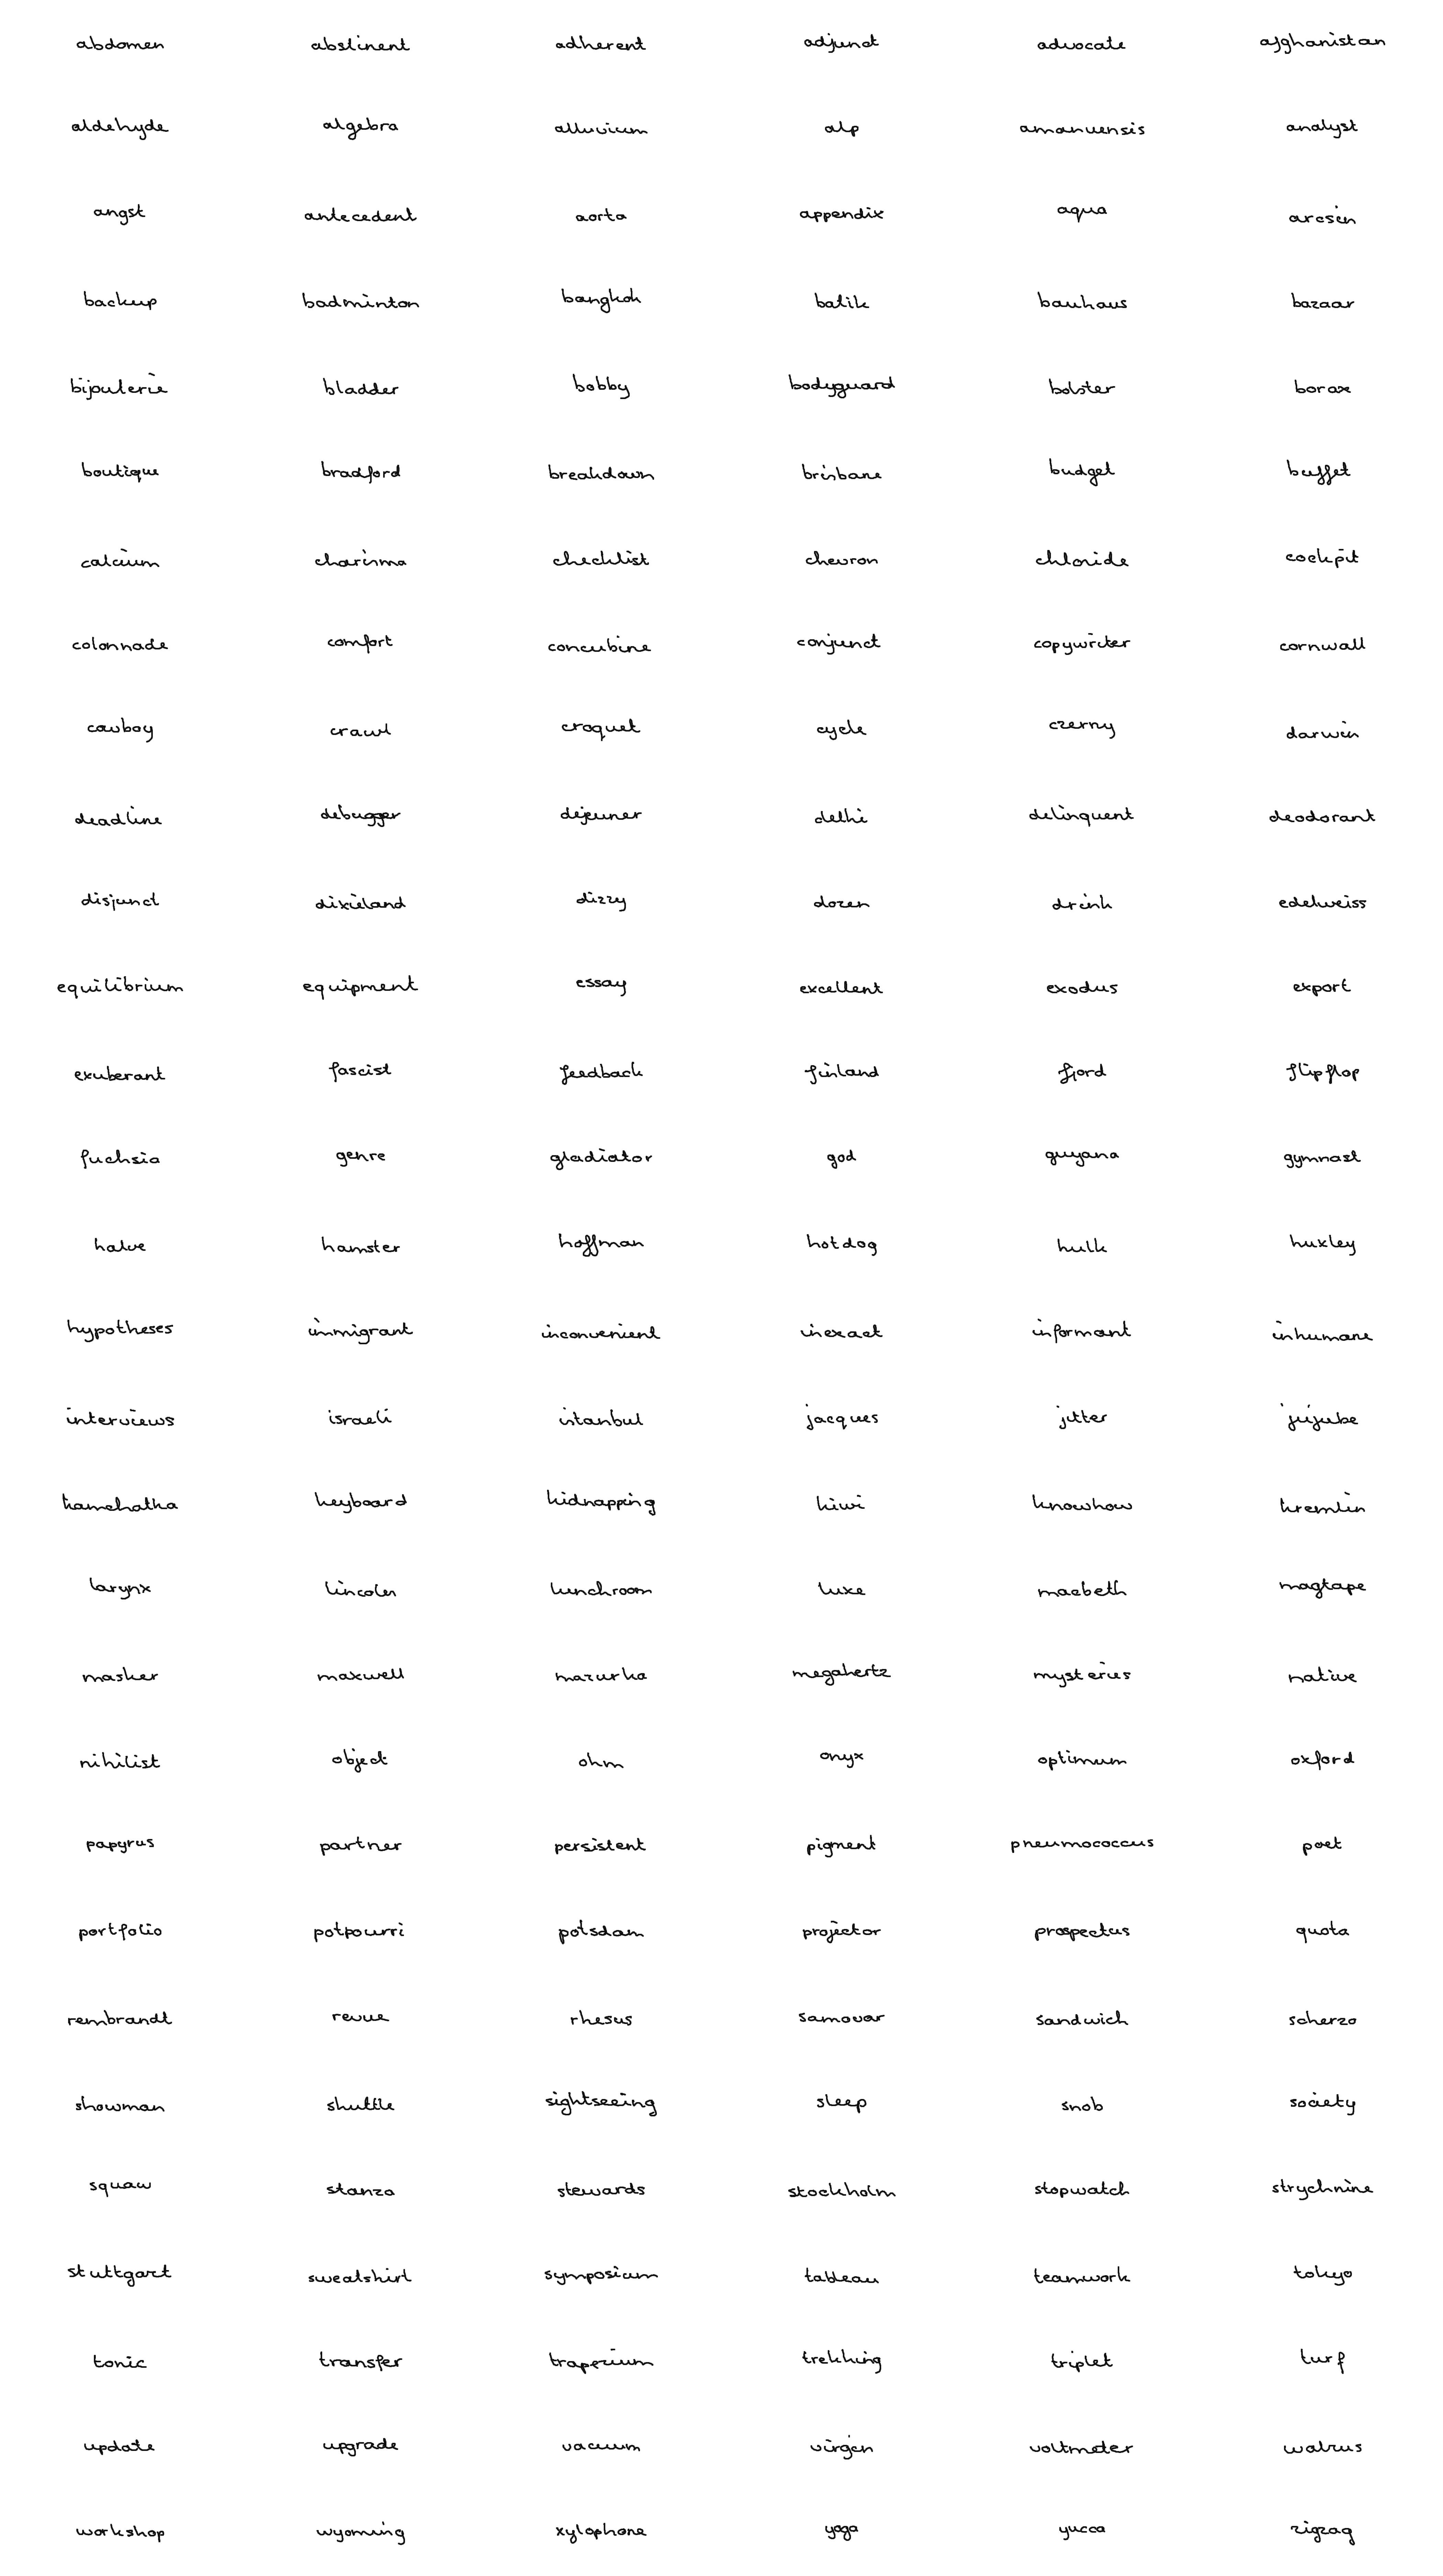 abdomen abstinent adherent adjunct advocate afghanistan
aldehyde algebra alluvium alp amanuensis analyst
angst antecedent aorta appendix aqua arcsin
backup badminton bangkok batik bauhaus bazaar
bijouterie bladder bobby bodyguard bolster borax
boutique bradford breakdown brisbane budget buffet
calcium charisma checklist chevron chloride cockpit
colonnade comfort concubine conjunct copywriter cornwall
cowboy crawl croquet cycle czerny darwin
deadline debugger dejeuner delhi delinquent deodorant
disjunct dixieland dizzy dozen drink edelweiss
equilibrium equipment essay excellent exodus export
exuberant fascist feedback finland fjord flipflop
fuchsia genre gladiator god guyana gymnast
halve hamster hoffman hotdog hulk huxley
hypotheses immigrant inconvenient inexact informant inhumane
interviews israeli istanbul jacques jitter jujube
kamchatka keyboard kidnapping kiwi knowhow kremlin
larynx lincoln lunchroom luxe macbeth magtape
masker maxwell mazurka megahertz mysteries native
nihilist object ohm onyx optimum oxford
papyrus partner persistent pigment pneumococcus poet
portfolio potpourri potsdam projector prospectus quota
rembrandt revue rhesus samovar sandwich scherzo
showman shuttle sightseeing sleep snob society
squaw stanza stewards stockholm stopwatch strychnine
stuttgart sweatshirt symposium tableau teamwork tokyo
tonic transfer trapezium trekking triplet turf
update upgrade vacuum virgin voltmeter walrus
workshop wyoming xylophone yoga yucca zigzag